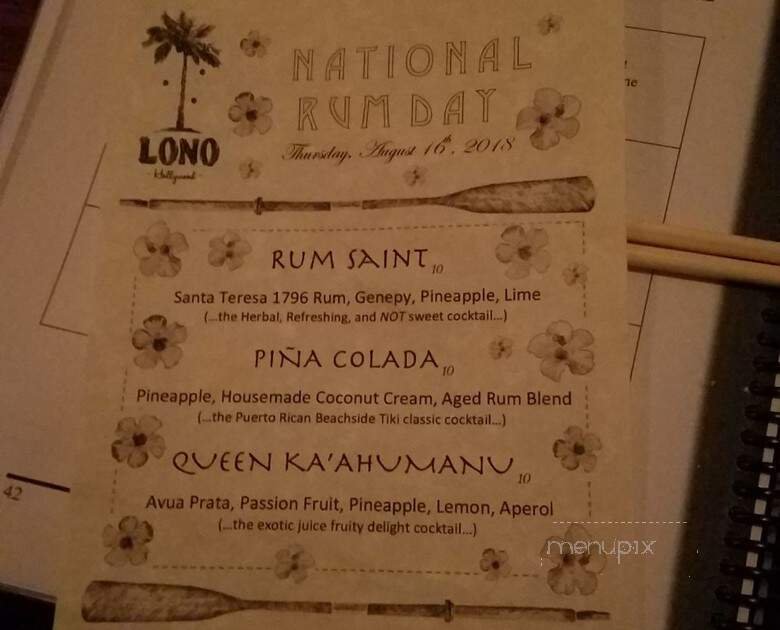 NATIONAL
RUM DAY
LONO
Hollywood
Thursday, August 16th, 2018
RUM SAINT 10
Santa Teresa 1796 Rum, Genepy, Pineapple, Lime
(...the Herbal, Refreshing, and NOT sweet cocktail...)
PIÑA COLADA 10
Pineapple, Housemade Coconut Cream, Aged Rum Blend
(...the Puerto Rican Beachside Tiki classic cocktail...)
QUEEN KA'AHUMANU 10
Avua Prata, Passion Fruit, Pineapple, Lemon, Aperol
(...the exotic juice fruity delight cocktail...)
42
menupix